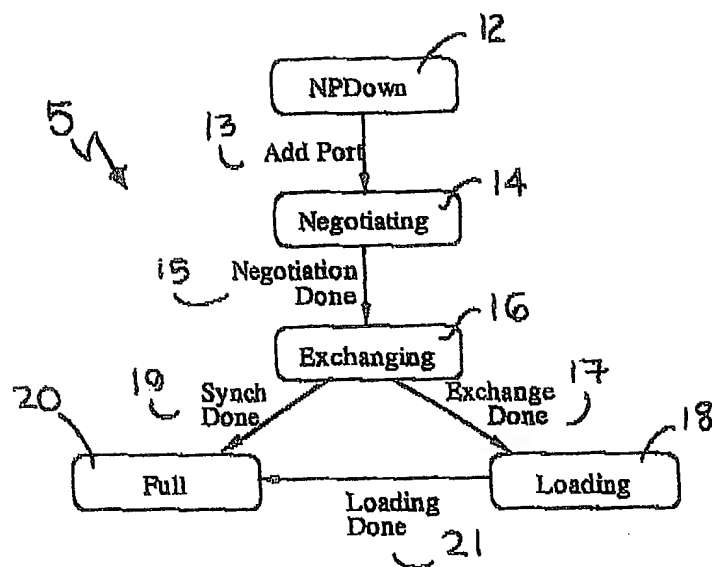 12
NPDown
5
13
Add Port
14
Negotiating
15
Negotiation
Done
16
Exchanging
19
Synch
Done
Exchange
Done
17
20
18
Full
Loading
Loading
Done
21